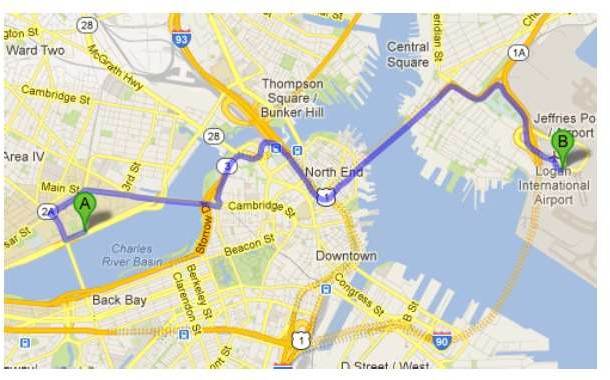 28
93
Ward Two
McGrath Hwy
Central
Square
1A
Thompson
Square /
Bunker Hill
Cambridge St
28
Jeffries Po
Airport
B
Area IV
3
North End
Logan
International
Airport
Main St
3rd St
A
2A
1
Cambridge St
Storrow
Charles
River Basin
Beacon St
Downtown
Back Bay
Berkeley St
Clarendon St
Congress St
B St
1
90
D Street / West